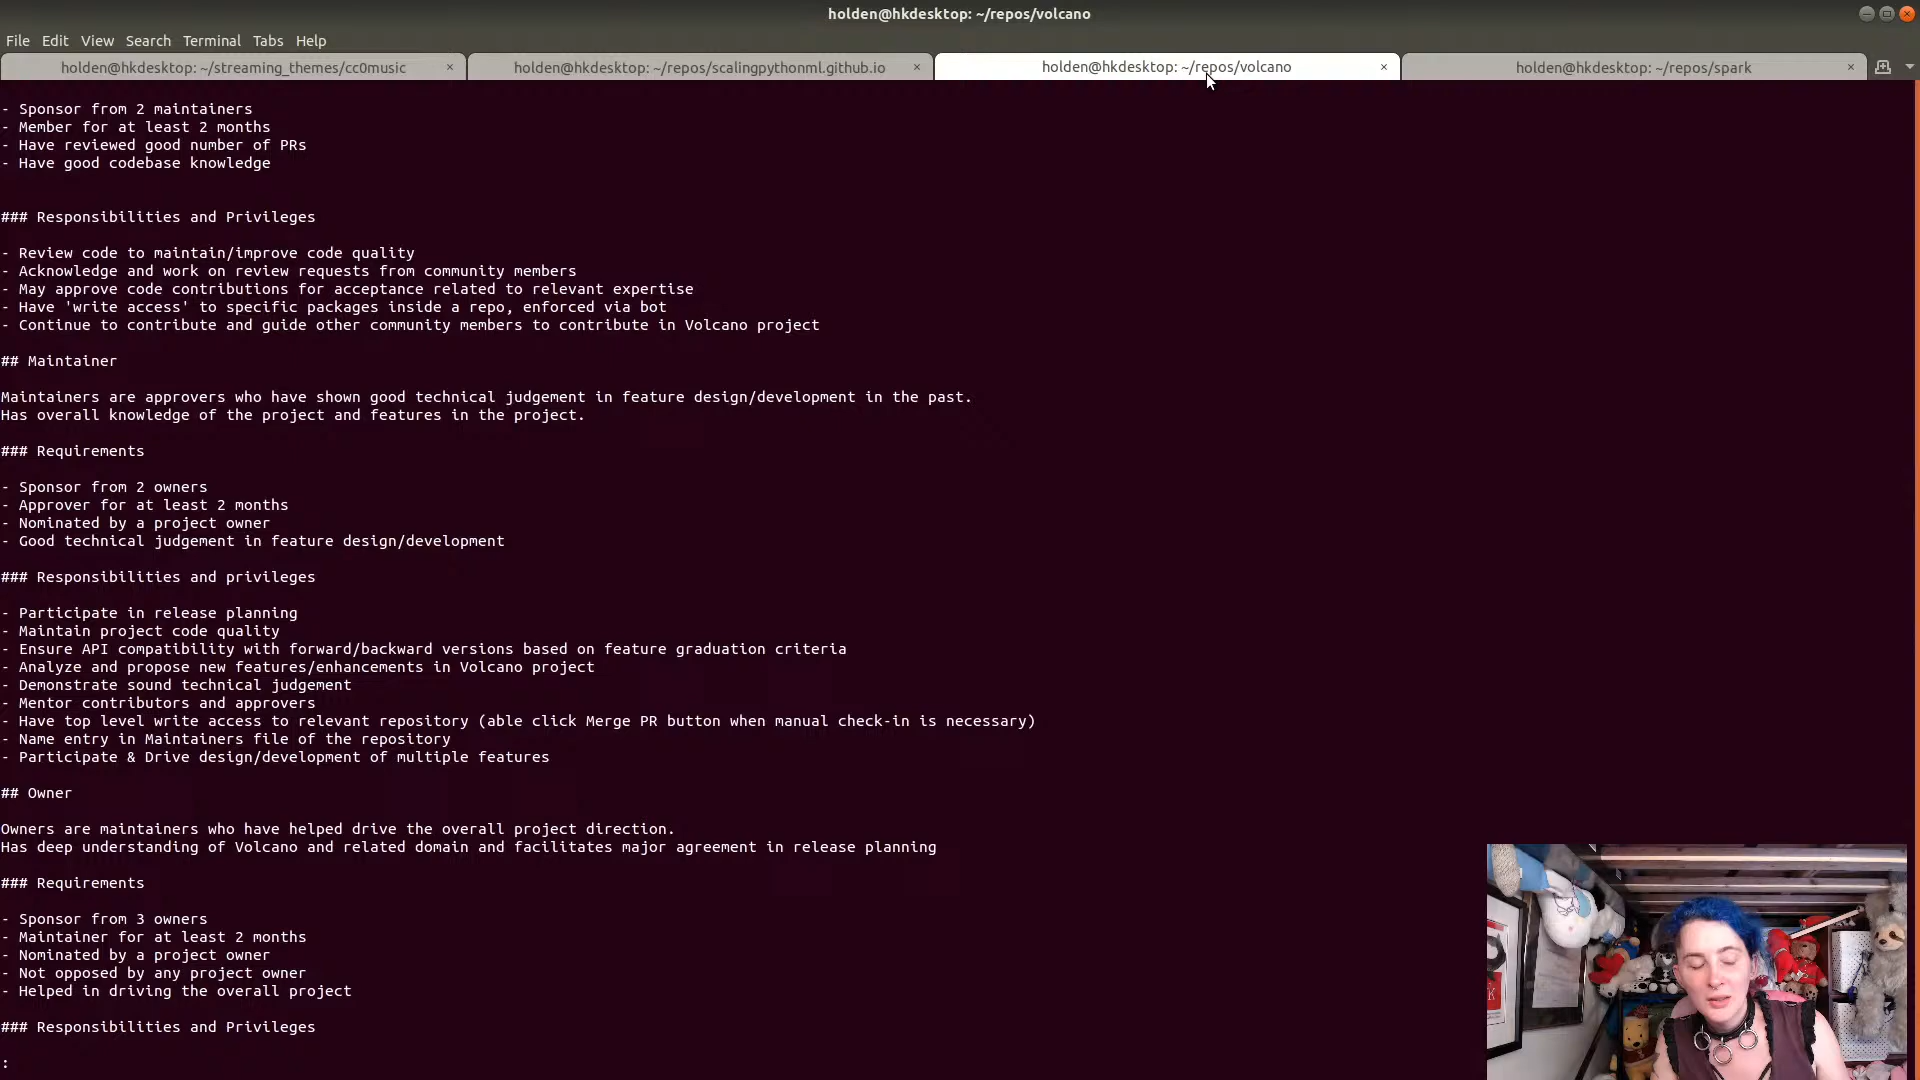 holden@hkdesktop: ~/repos/volcano
File Edit View Search Terminal Tabs Help
holden@hkdesktop: ~/streaming_themes/cc0music × holden@hkdesktop: ~/repos/scalingpythonml.github.io × holden@hkdesktop: ~/repos/volcano × holden@hkdesktop: ~/repos/spark ×
- Sponsor from 2 maintainers
- Member for at least 2 months
- Have reviewed good number of PRs
- Have good codebase knowledge
### Responsibilities and Privileges
- Review code to maintain/improve code quality
- Acknowledge and work on review requests from community members
- May approve code contributions for acceptance related to relevant expertise
- Have 'write access' to specific packages inside a repo, enforced via bot
- Continue to contribute and guide other community members to contribute in Volcano project
## Maintainer
Maintainers are approvers who have shown good technical judgement in feature design/development in the past.
Has overall knowledge of the project and features in the project.
### Requirements
- Sponsor from 2 owners
- Approver for at least 2 months
- Nominated by a project owner
- Good technical judgement in feature design/development
### Responsibilities and privileges
- Participate in release planning
- Maintain project code quality
- Ensure API compatibility with forward/backward versions based on feature graduation criteria
- Analyze and propose new features/enhancements in Volcano project
- Demonstrate sound technical judgement
- Mentor contributors and approvers
- Have top level write access to relevant repository (able click Merge PR button when manual check-in is necessary)
- Name entry in Maintainers file of the repository
- Participate & Drive design/development of multiple features
## Owner
Owners are maintainers who have helped drive the overall project direction.
Has deep understanding of Volcano and related domain and facilitates major agreement in release planning
### Requirements
- Sponsor from 3 owners
- Maintainer for at least 2 months
- Nominated by a project owner
- Not opposed by any project owner
- Helped in driving the overall project
### Responsibilities and Privileges
: